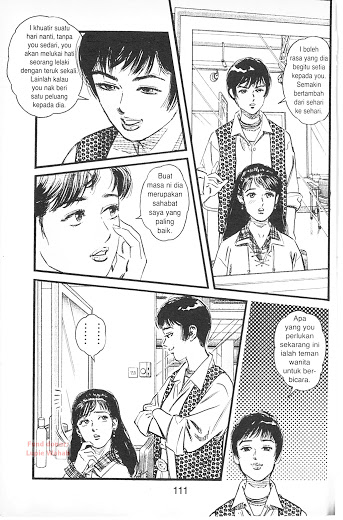 I khuatir suatu
hari nanti, tanpa
you sedari, you
akan melukai hati
seorang lelaki
dengan teruk sekali.
Lainlah kalau
you nak beri
satu peluang
kepada dia.
I boleh
rasa yang dia
begitu setia
kepada you.
Semakin
bertambah
dari sehari
ke sehari.
Buat
masa ni dia
merupakan
sahabat
saya yang
paling
baik.
Apa
yang you
perlukan
sekarang ini
ialah teman
wanita
untuk ber-
bicara.
111